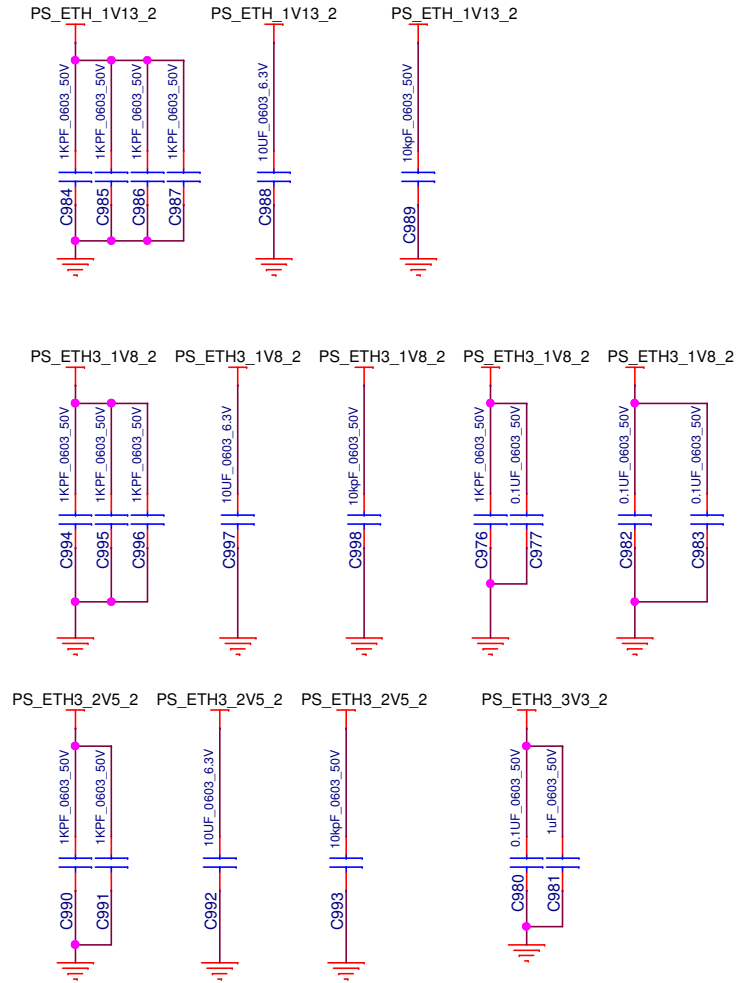 PS_ETH_1V13_2
PS_ETH_1V13_2
PS_ETH_1V13_2
1KPF_0603_50V
1KPF_0603_50V
1KPF_0603_50V
1KPF_0603_50V
10UF_0603_6.3V
10kpF_0603_50V
C984
C985
C986
C987
C988
C989
PS_ETH3_1V8_2
PS_ETH3_1V8_2
PS_ETH3_1V8_2
PS_ETH3_1V8_2
PS_ETH3_1V8_2
1KPF_0603_50V
1KPF_0603_50V
1KPF_0603_50V
10UF_0603_6.3V
10kpF_0603_50V
1KPF_0603_50V
0.1UF_0603_50V
0.1UF_0603_50V
0.1UF_0603_50V
C994
C995
C996
C997
C998
C976
C977
C982
C983
PS_ETH3_2V5_2
PS_ETH3_2V5_2
PS_ETH3_2V5_2
PS_ETH3_3V3_2
1KPF_0603_50V
1KPF_0603_50V
10UF_0603_6.3V
10kpF_0603_50V
0.1UF_0603_50V
1uF_0603_50V
C990
C991
C992
C993
C980
C981